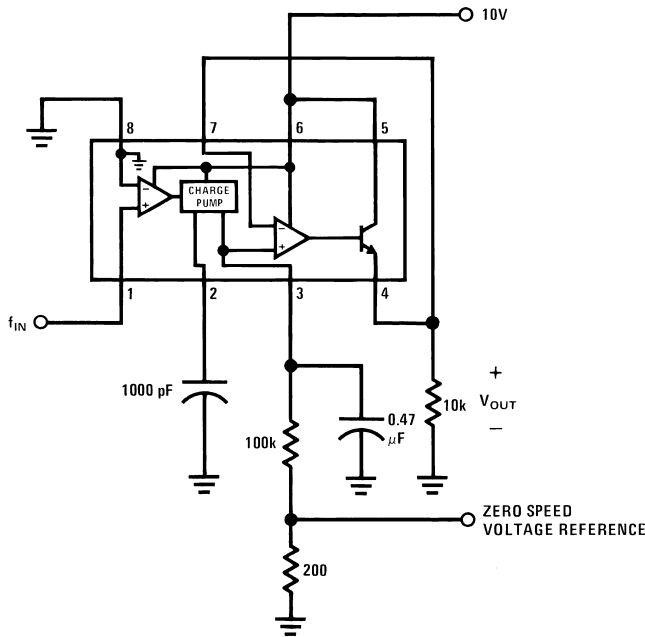 10V
8
7
6
5
CHARGE
PUMP
−
+
−
+
1
2
3
4
fIN
1000 pF
100k
0.47
μF
10k
+
VOUT
−
ZERO SPEED
VOLTAGE REFERENCE
200